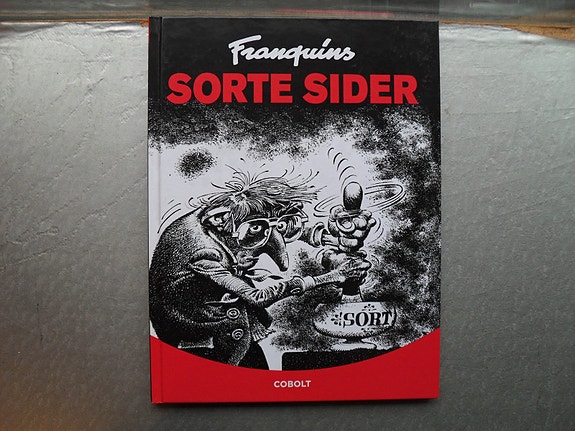 Franquins
SORTE SIDER
SORT
COBOLT